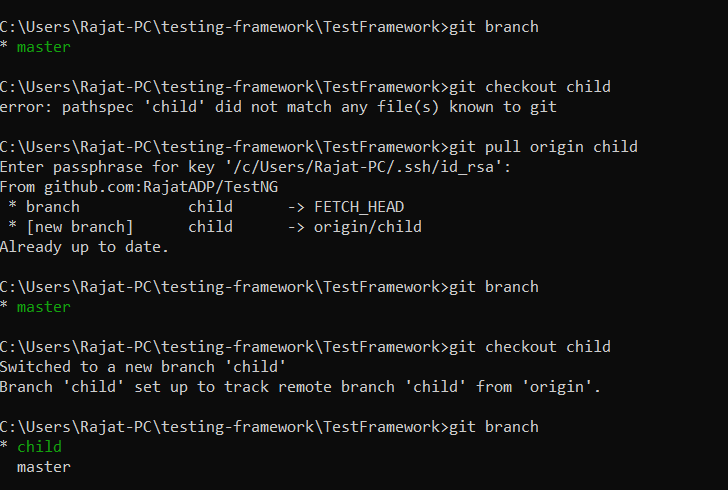 C:\Users\Rajat-PC\testing-framework\TestFramework>git branch
* master
C:\Users\Rajat-PC\testing-framework\TestFramework>git checkout child
error: pathspec 'child' did not match any file(s) known to git
C:\Users\Rajat-PC\testing-framework\TestFramework>git pull origin child
Enter passphrase for key '/c/Users/Rajat-PC/.ssh/id_rsa':
From github.com:RajatADP/TestNG
 * branch            child      -> FETCH_HEAD
 * [new branch]      child      -> origin/child
Already up to date.
C:\Users\Rajat-PC\testing-framework\TestFramework>git branch
* master
C:\Users\Rajat-PC\testing-framework\TestFramework>git checkout child
Switched to a new branch 'child'
Branch 'child' set up to track remote branch 'child' from 'origin'.
C:\Users\Rajat-PC\testing-framework\TestFramework>git branch
* child
  master